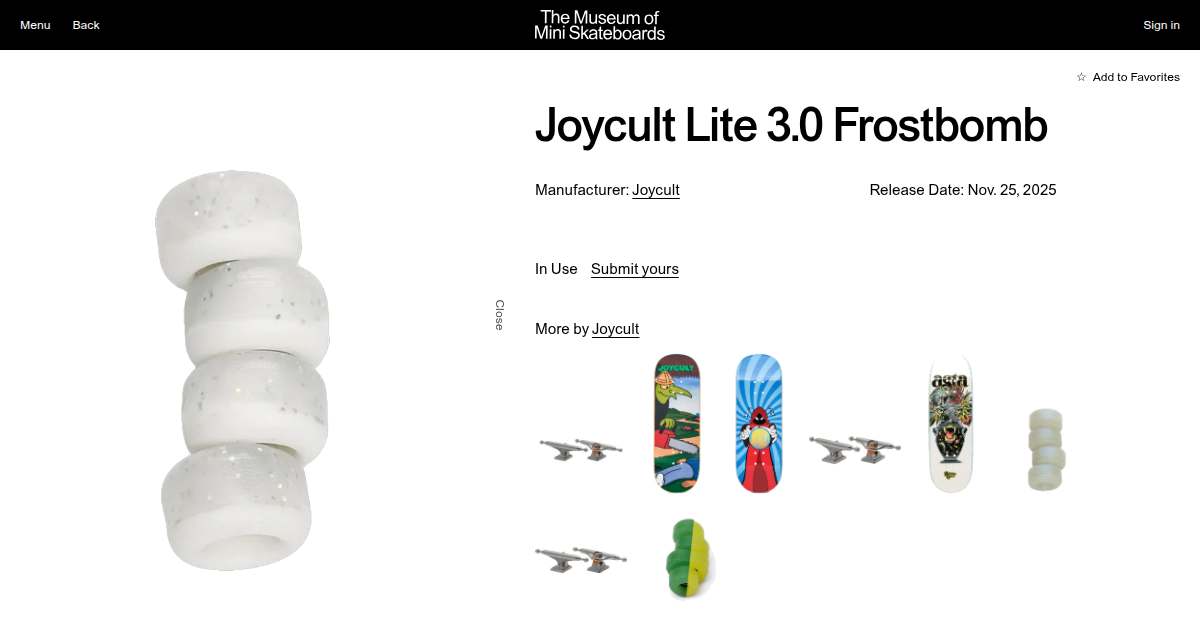 Menu
Back
The Museum of
Mini Skateboards
Sign in
☆ Add to Favorites
Joycult Lite 3.0 Frostbomb
Manufacturer: Joycult
Release Date: Nov. 25, 2025
In Use Submit yours
Close
More by Joycult
JOYCULT
asta